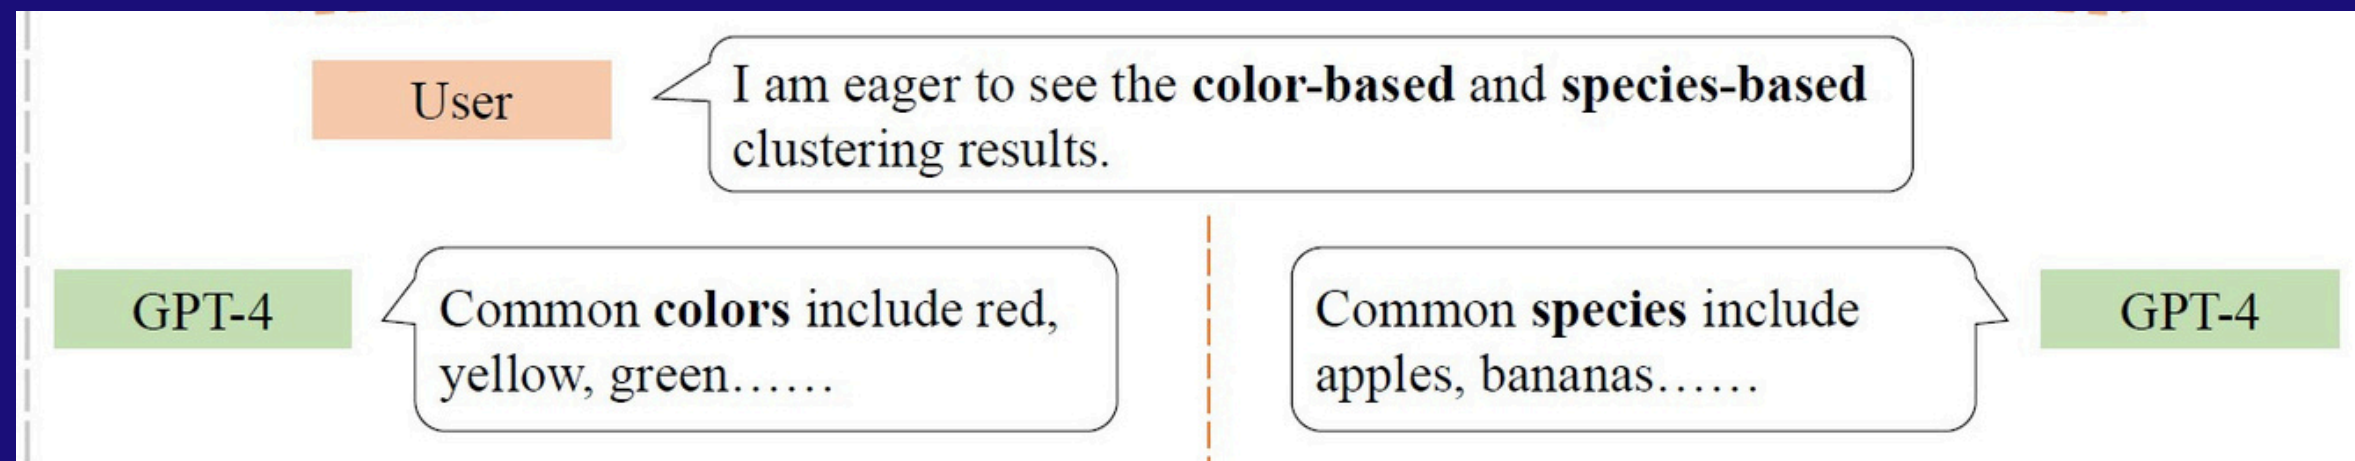 User
I am eager to see the color-based and species-based
clustering results.
GPT-4
Common colors include red,
yellow, green……
Common species include
apples, bananas……
GPT-4